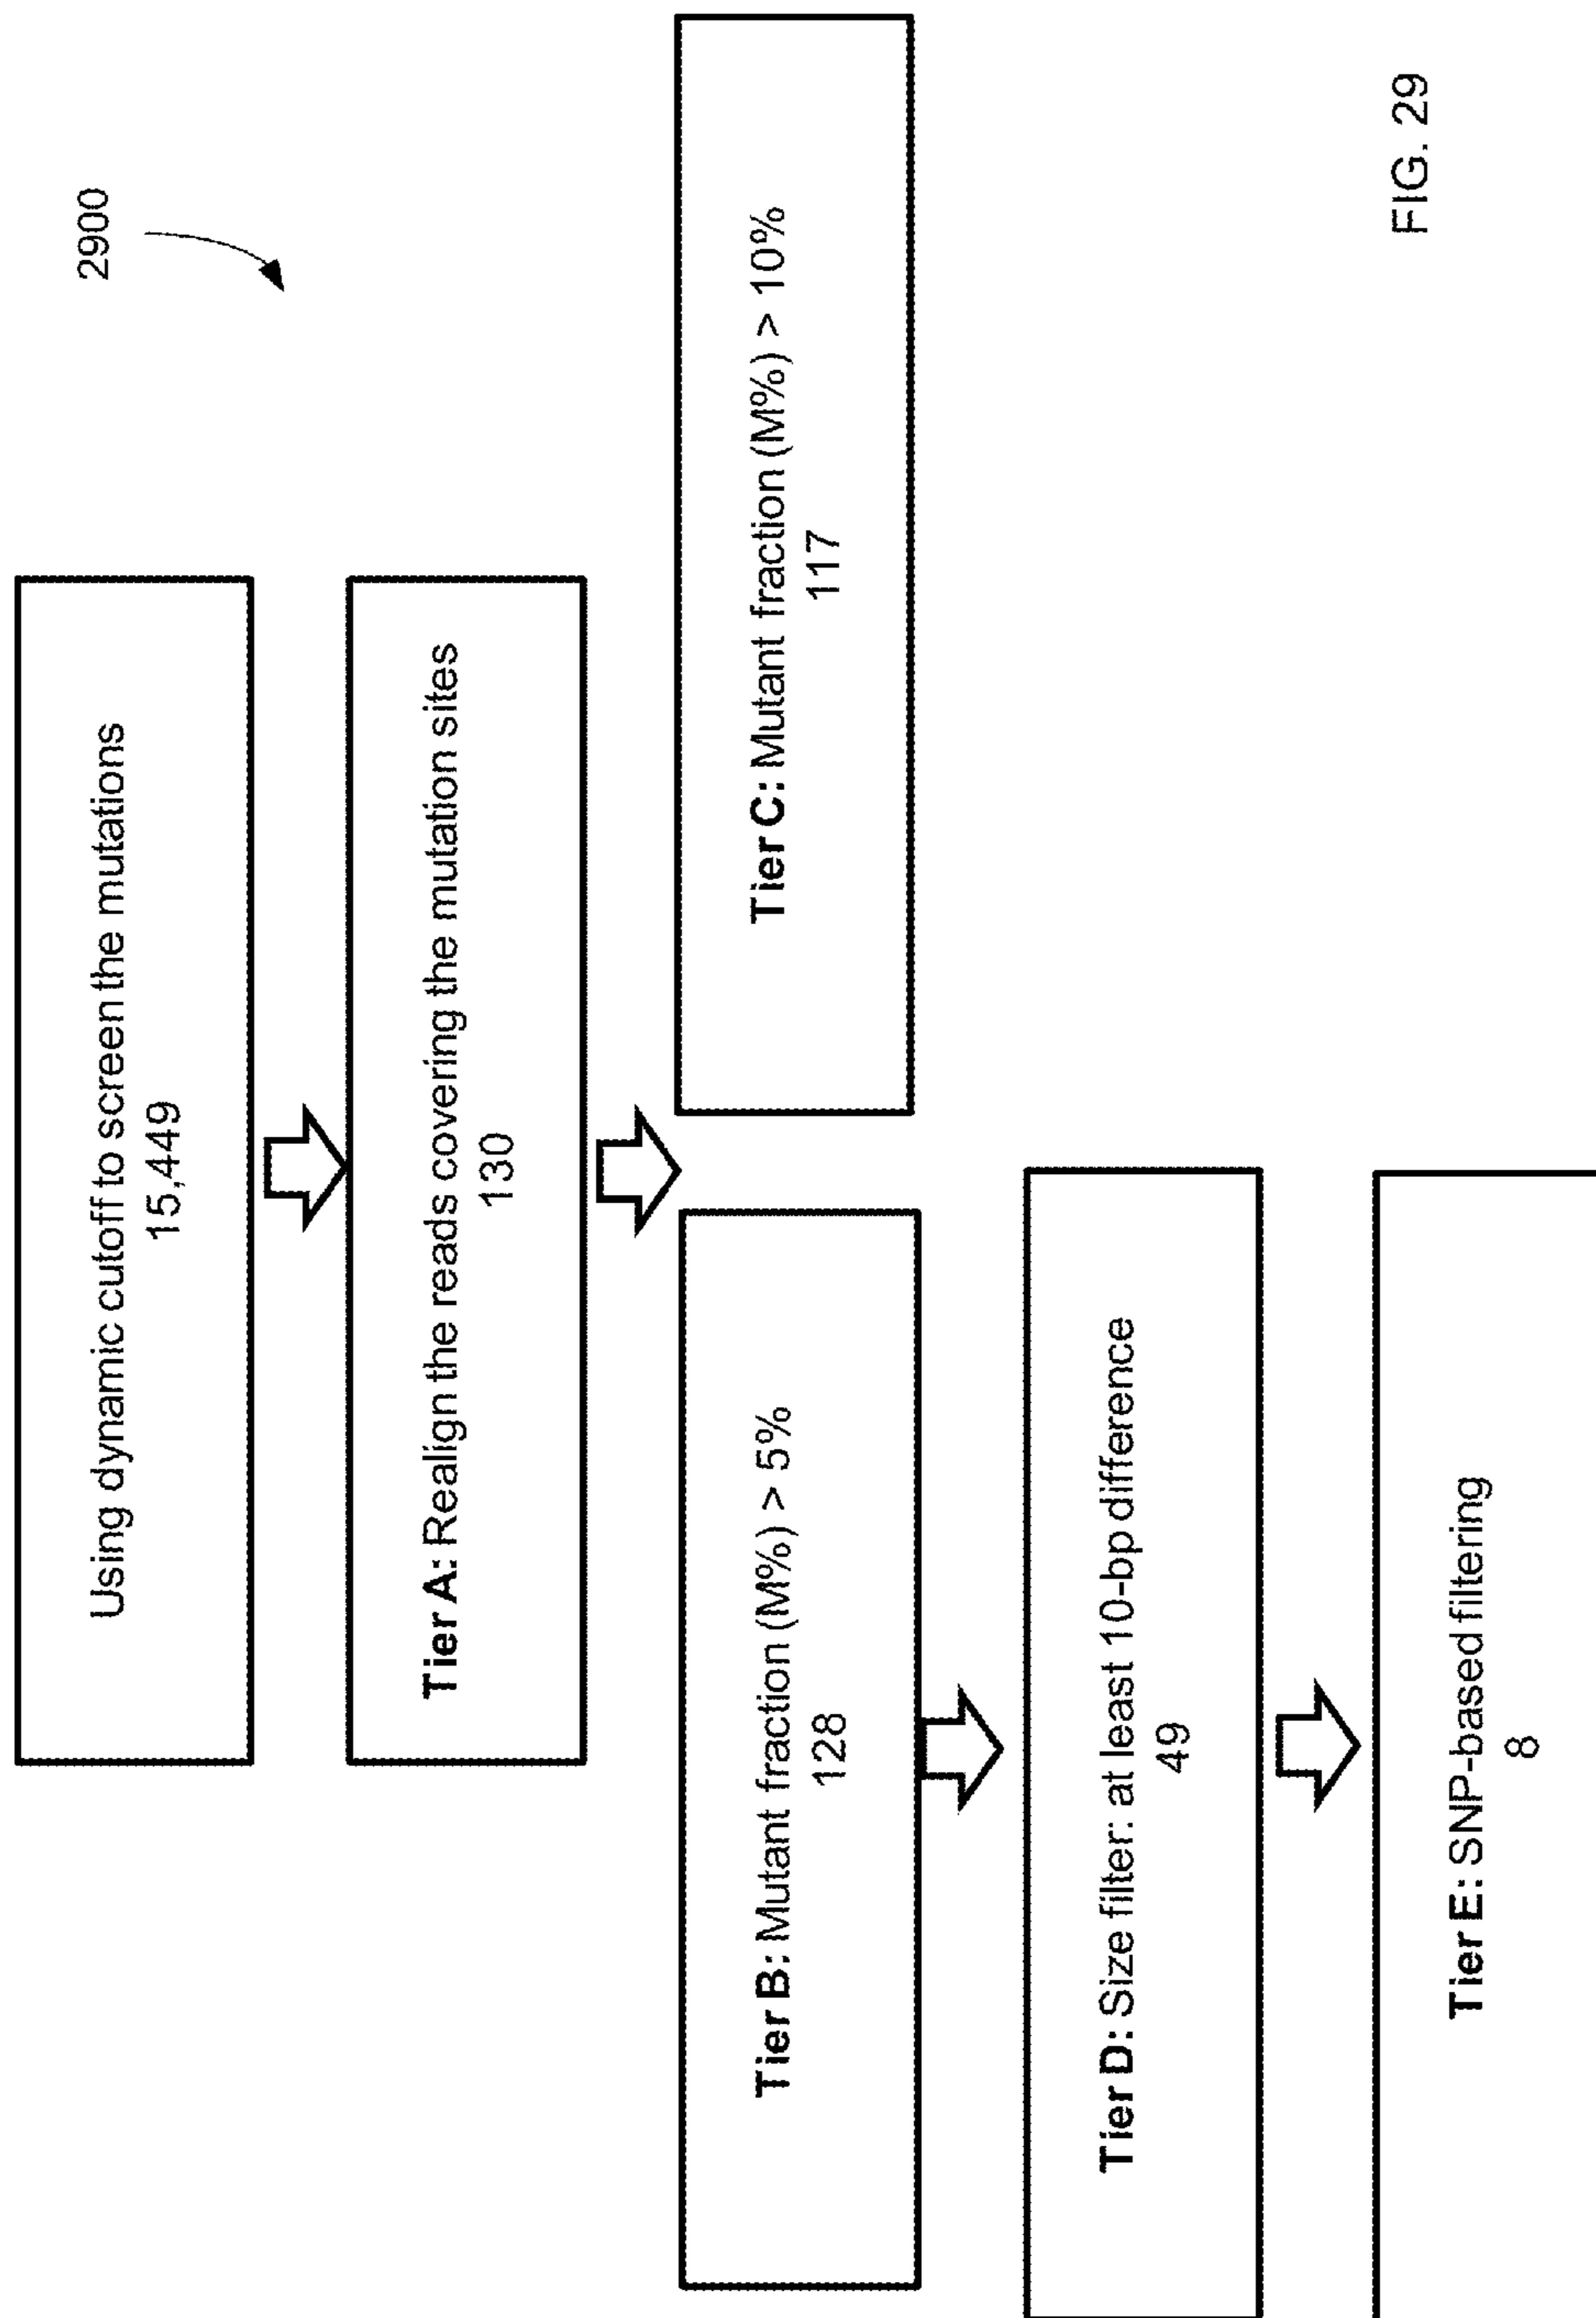 2900
Using dynamic cutoff to screen the mutations
15,449
Tier A: Realign the reads covering the mutation sites
130
Tier B: Mutant fraction (M%) > 5%
128
Tier C: Mutant fraction (M%) > 10%
117
Tier D: Size filter: at least 10-bp difference
49
Tier E: SNP-based filtering
8
FIG. 29